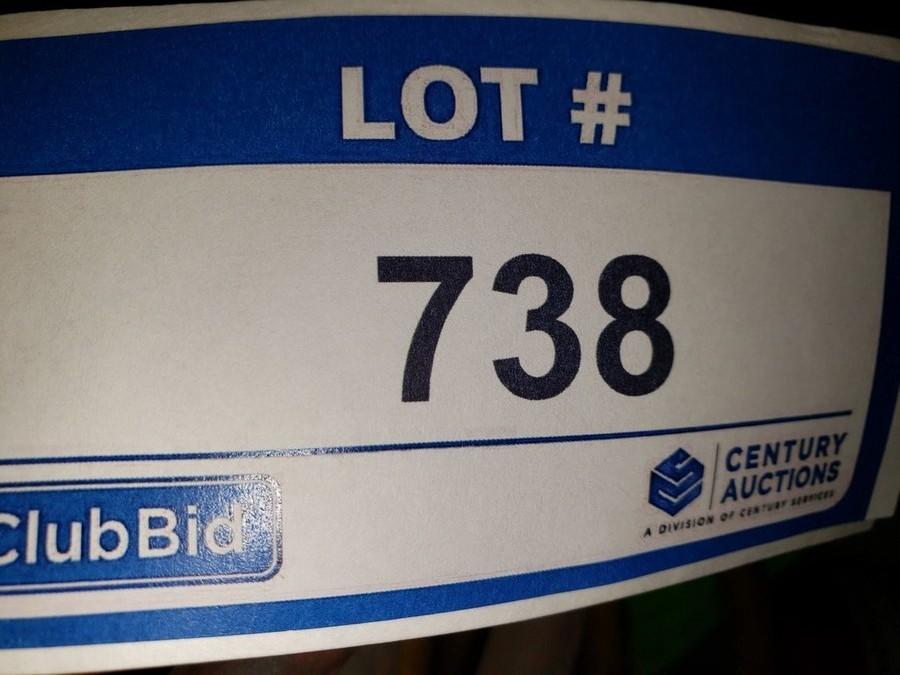 LOT #
738
ClubBid
CENTURY
AUCTIONS
A DIVISION OF CENTURY SERVICES